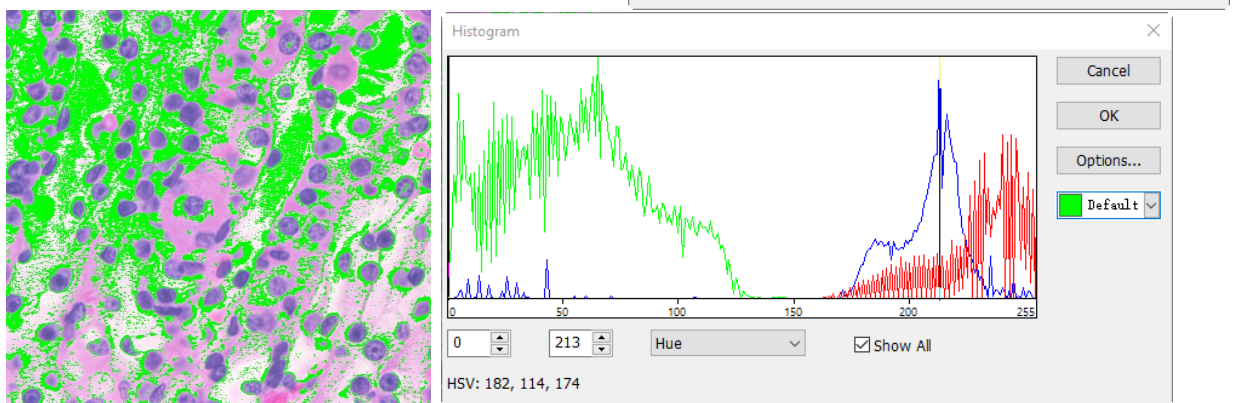 Histogram
Cancel
OK
Options...
Default
0 50 100 150 200 255
0 213 Hue Show All
HSV: 182, 114, 174